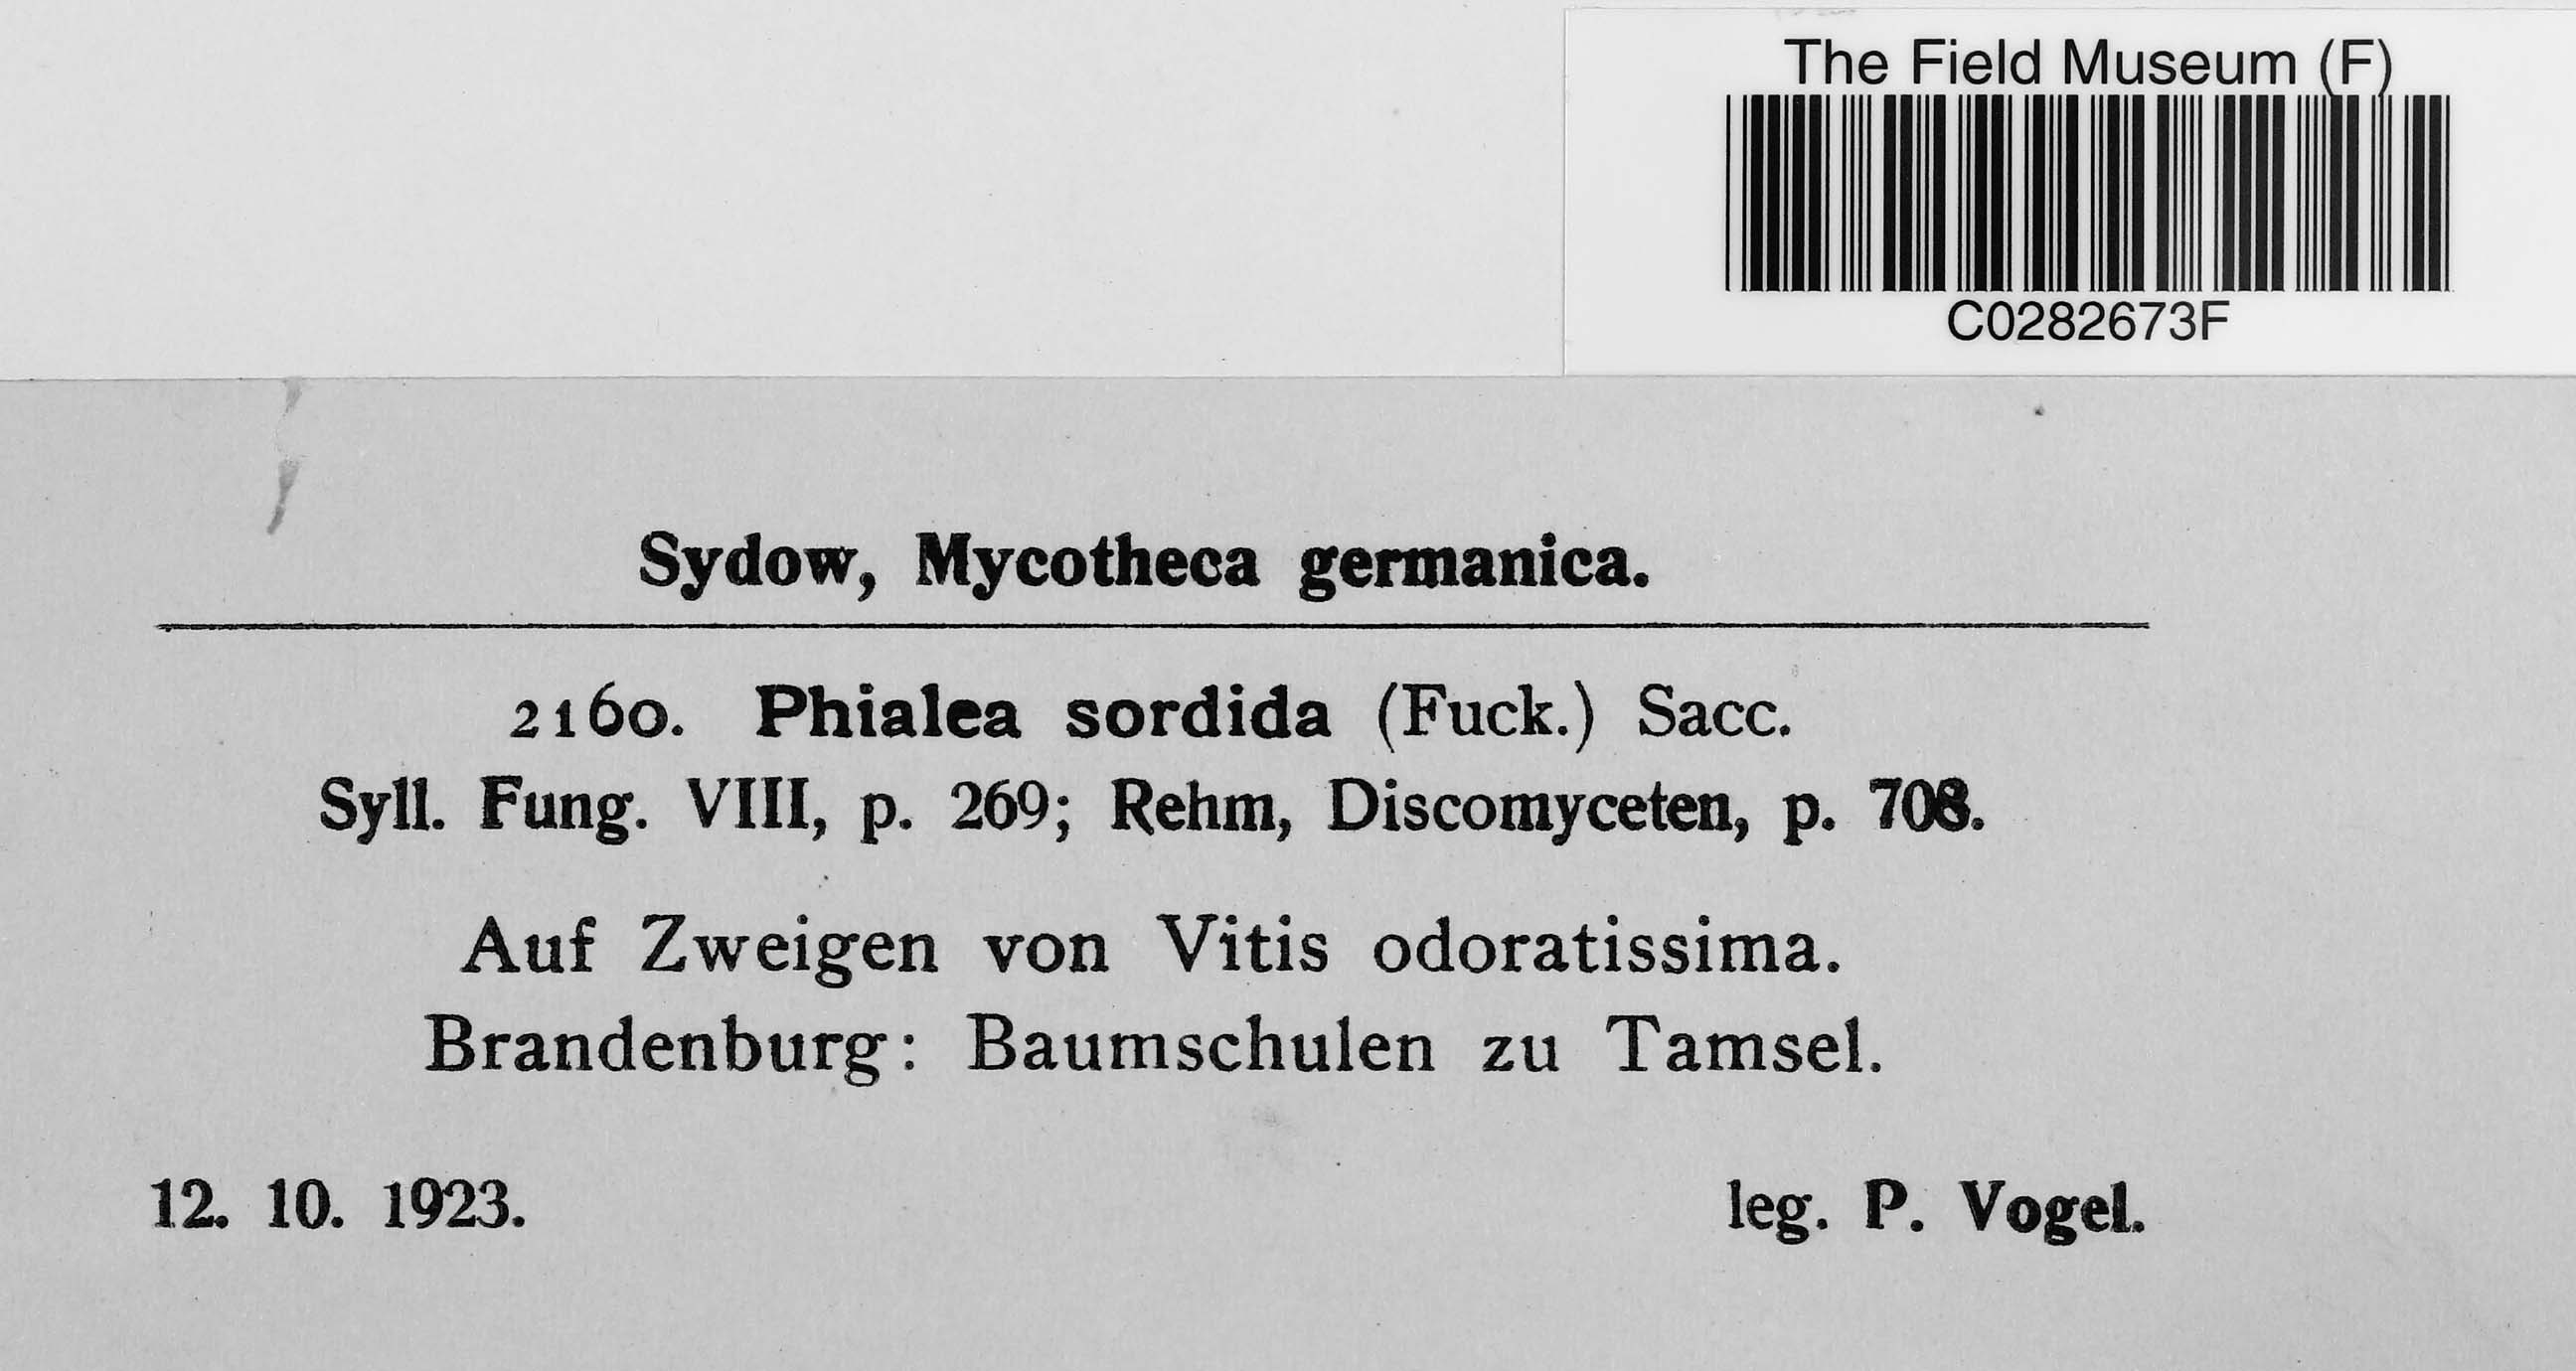 The Field Museum (F)
C0282673F
Sydow, Mycotheca germanica.
2160. Phialea sordida (Fuck.) Sacc.
Syll. Fung. VIII, p. 269; Rehm, Discomyceten, p. 708.
Auf Zweigen von Vitis odoratissima.
Brandenburg: Baumschulen zu Tamsel.
12. 10. 1923. leg. P. Vogel.